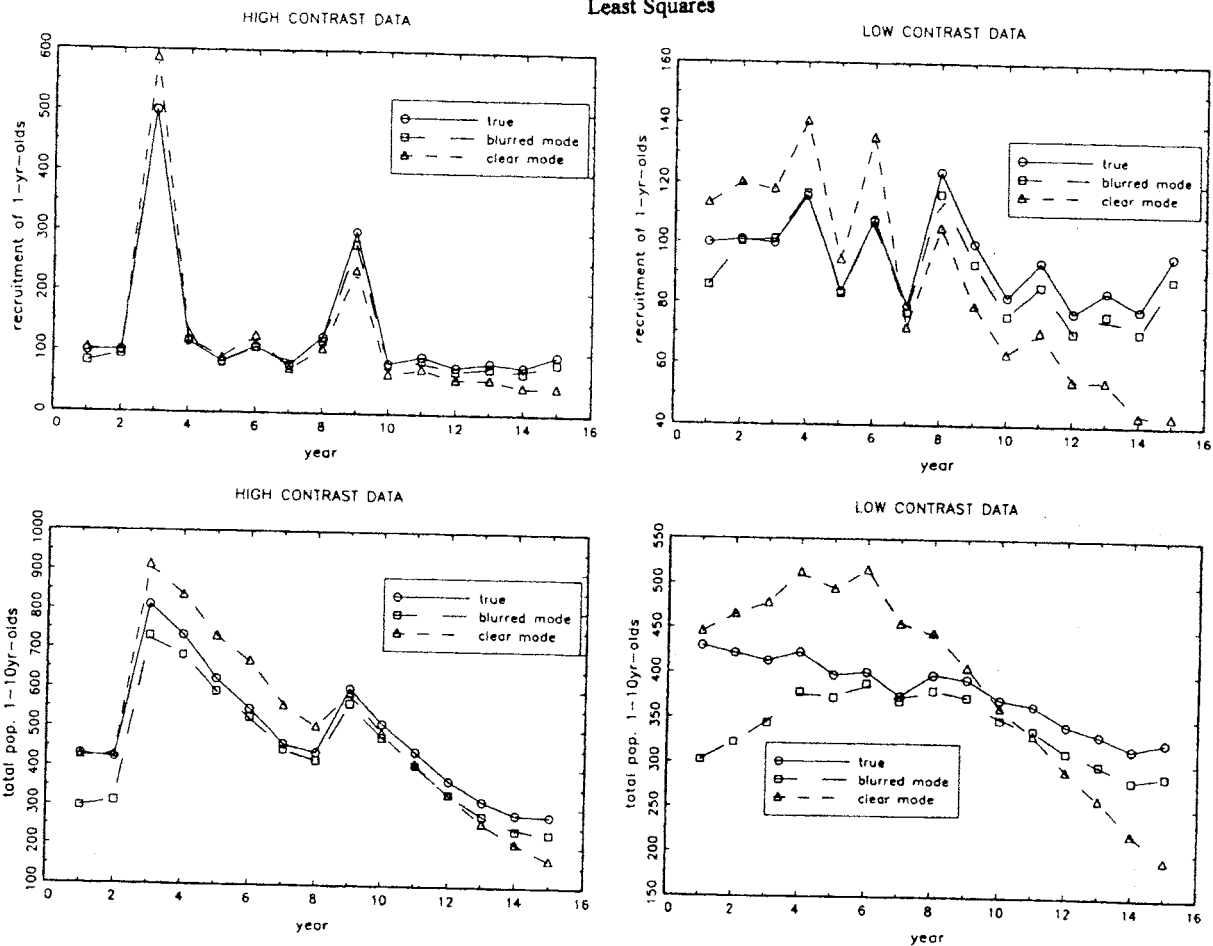 Least Squares
HIGH CONTRAST DATA
recruitment of 1-yr-olds
600
500
400
300
200
100
0
true
blurred mode
clear mode
0 2 4 6 8 10 12 14 16
year
LOW CONTRAST DATA
recruitment of 1-yr-olds
160
140
120
100
80
60
40
true
blurred mode
clear mode
0 2 4 6 8 10 12 14 16
year
HIGH CONTRAST DATA
total pop. 1-10yr-olds
1000
900
800
700
600
500
400
300
200
100
true
blurred mode
clear mode
0 2 4 6 8 10 12 14 16
year
LOW CONTRAST DATA
total pop. 1-10yr-olds
550
500
450
400
350
300
250
200
150
true
blurred mode
clear mode
0 2 4 6 8 10 12 14 16
year